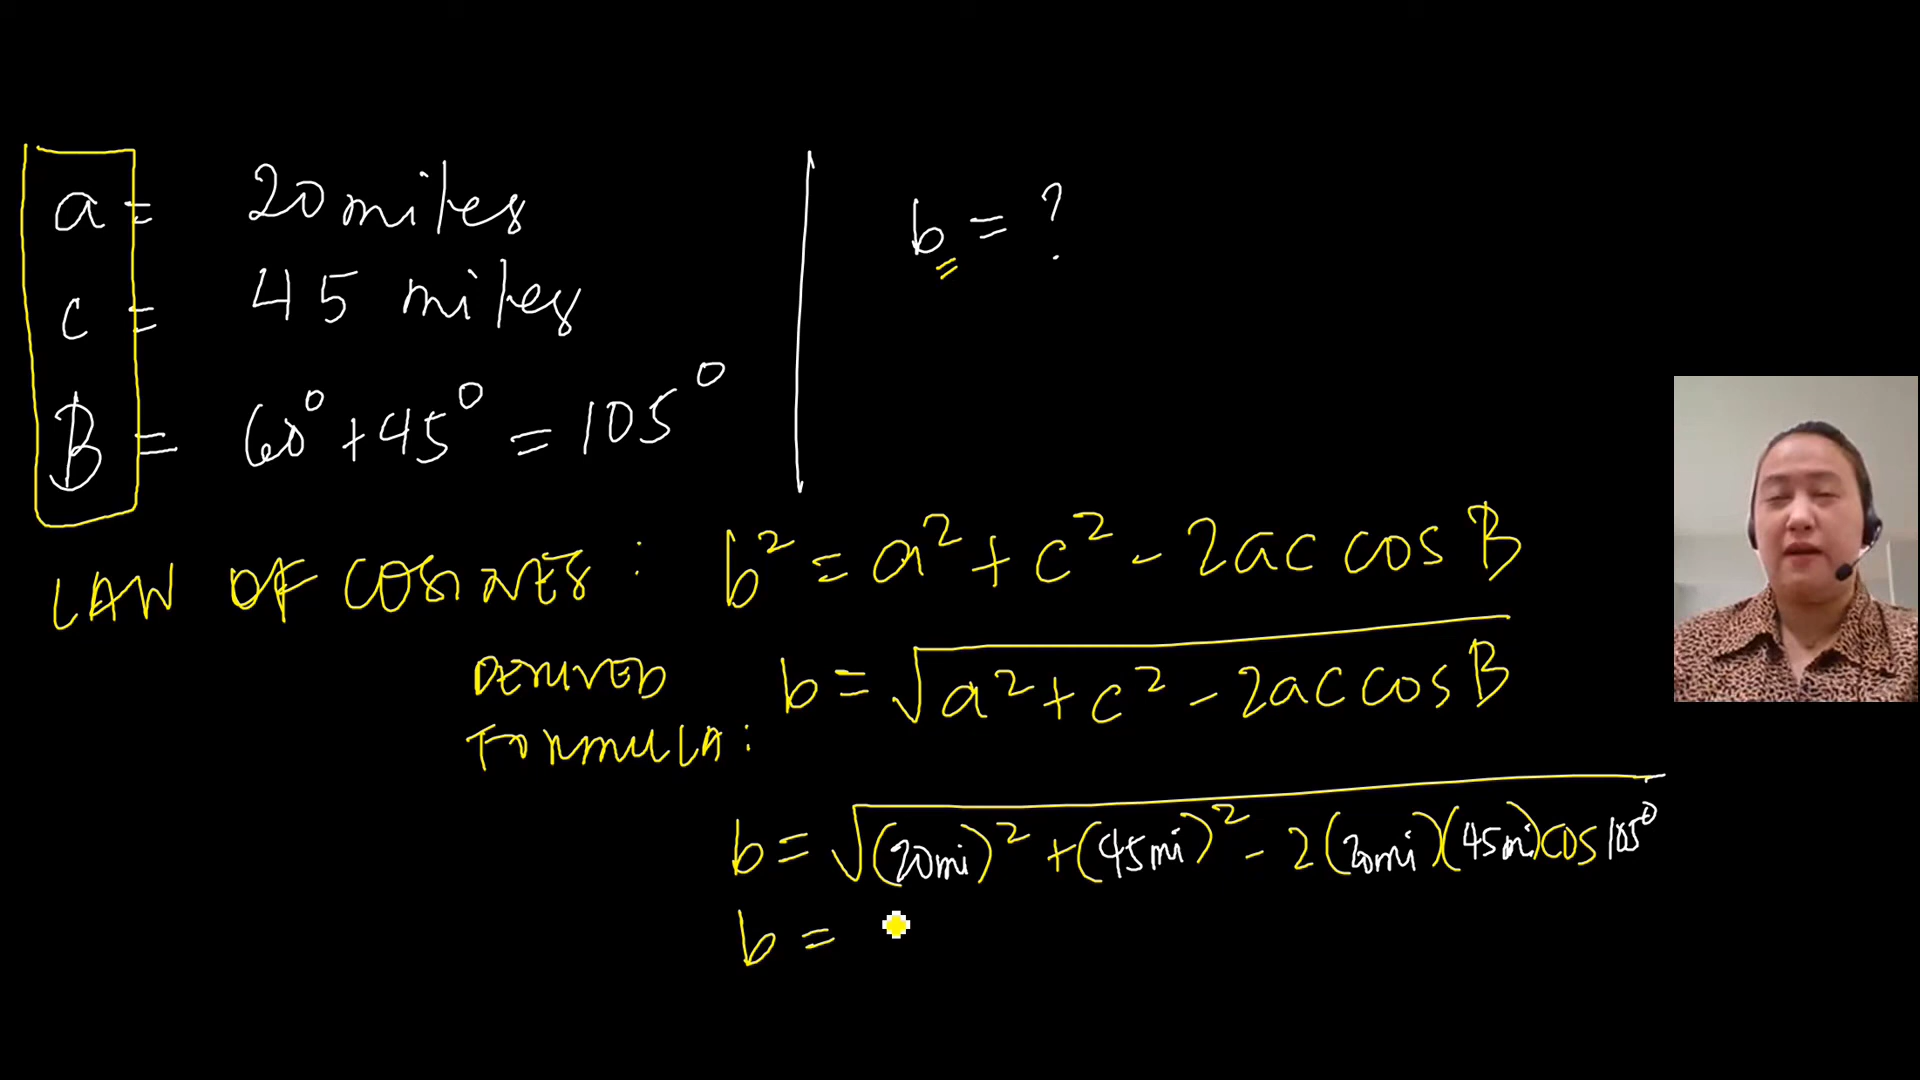 a = 20 miles
b = ?
c = 45 miles
B = 60° + 45° = 105°
LAW OF COSINES : b² = a² + c² - 2ac cos B
DERIVED FORMULA : b = √a² + c² - 2ac cos B
b = √(20mi)² + (45mi)² - 2(20mi)(45mi)cos 105°
b =